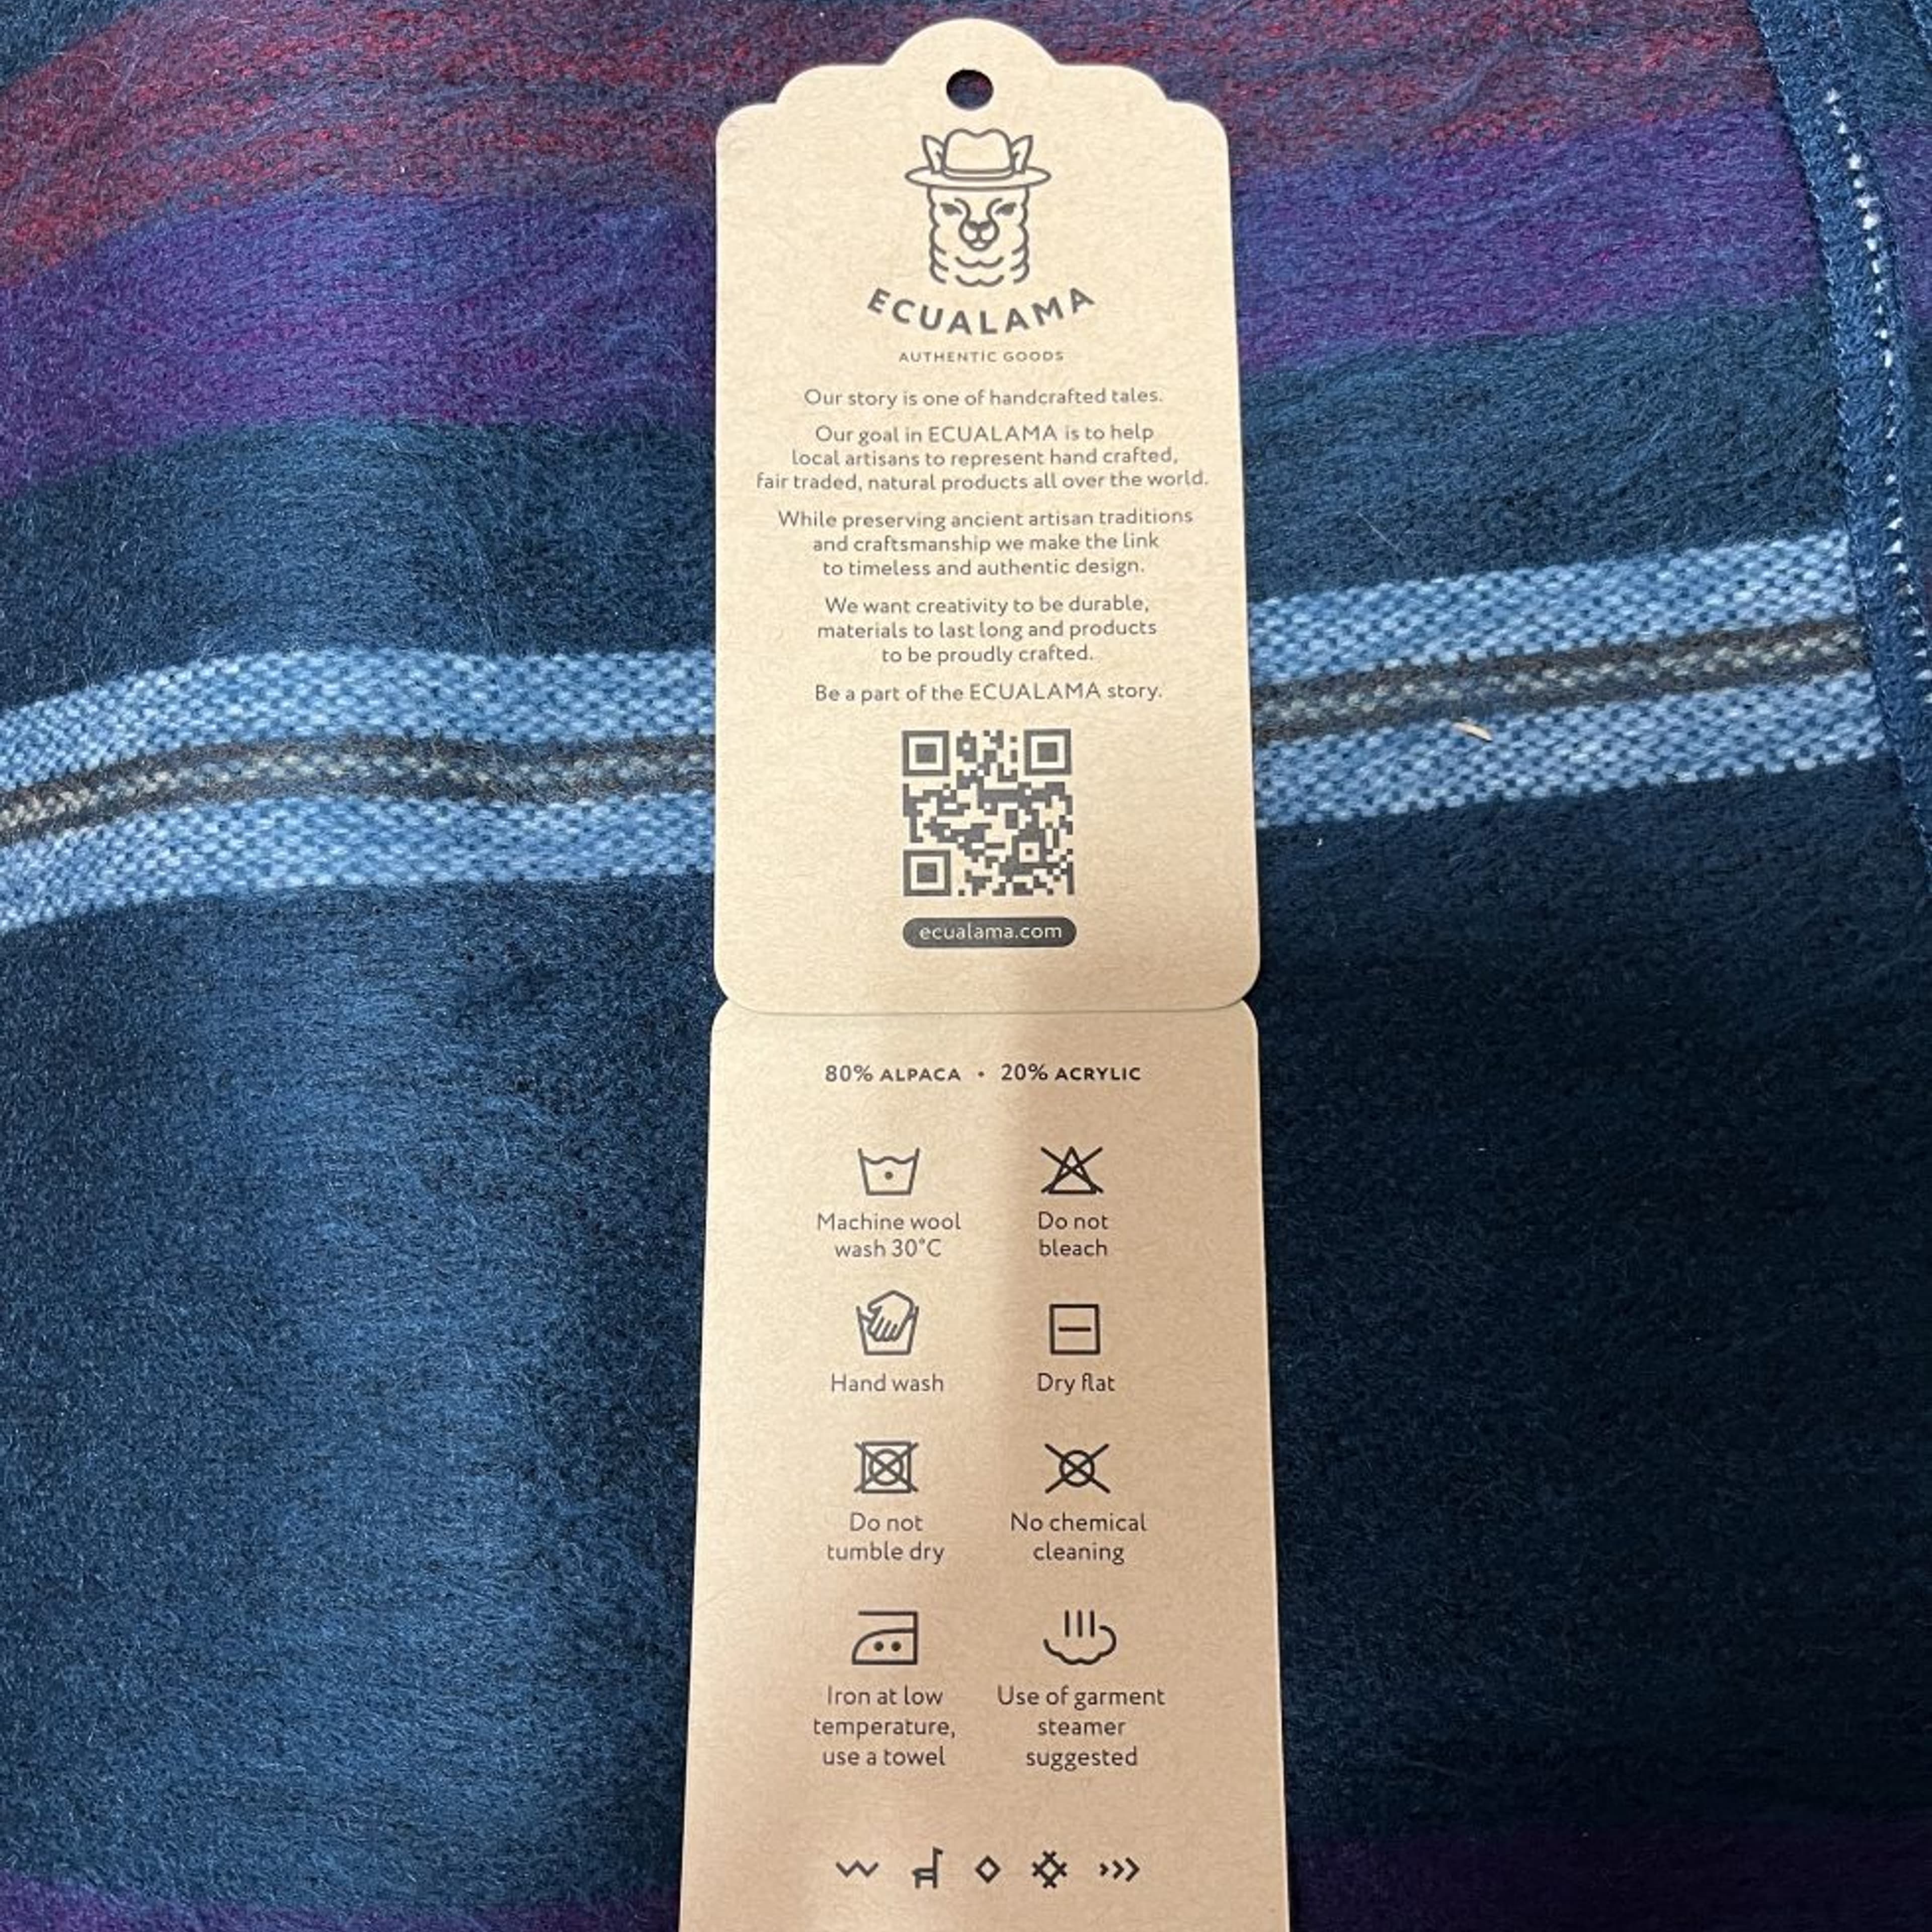 ECUALAMA
AUTHENTIC GOODS
Our story is one of handcrafted tales.
Our goal in ECUALAMA is to help
local artisans to represent hand crafted,
fair traded, natural products all over the world.
While preserving ancient artisan traditions
and craftsmanship we make the link
to timeless and authentic design.
We want creativity to be durable,
materials to last long and products
to be proudly crafted.
Be a part of the ECUALAMA story.
ecualama.com
80% ALPACA • 20% ACRYLIC
Machine wool
wash 30°C
Do not
bleach
Hand wash
Dry flat
Do not
tumble dry
No chemical
cleaning
Iron at low
temperature,
use a towel
Use of garment
steamer
suggested